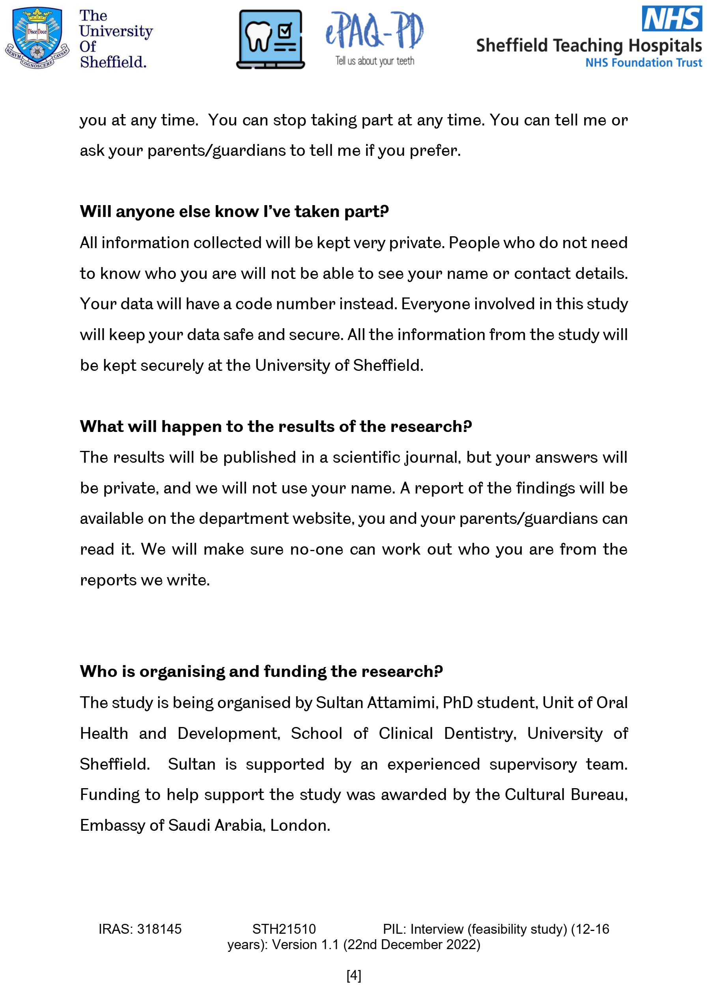 The
University
Of
Sheffield.
Disce Doce
RERVM COGNOSCERE CAVSAS
ePAQ-PD
Tell us about your teeth
NHS
Sheffield Teaching Hospitals
NHS Foundation Trust
you at any time.  You can stop taking part at any time. You can tell me or
ask your parents/guardians to tell me if you prefer.
Will anyone else know I’ve taken part?
All information collected will be kept very private. People who do not need
to know who you are will not be able to see your name or contact details.
Your data will have a code number instead. Everyone involved in this study
will keep your data safe and secure. All the information from the study will
be kept securely at the University of Sheffield.
What will happen to the results of the research?
The results will be published in a scientific journal, but your answers will
be private, and we will not use your name. A report of the findings will be
available on the department website, you and your parents/guardians can
read it. We will make sure no-one can work out who you are from the
reports we write.
Who is organising and funding the research?
The study is being organised by Sultan Attamimi, PhD student, Unit of Oral
Health and Development, School of Clinical Dentistry, University of
Sheffield.  Sultan is supported by an experienced supervisory team.
Funding to help support the study was awarded by the Cultural Bureau,
Embassy of Saudi Arabia, London.
IRAS: 318145 STH21510 PIL: Interview (feasibility study) (12-16
years): Version 1.1 (22nd December 2022)
[4]